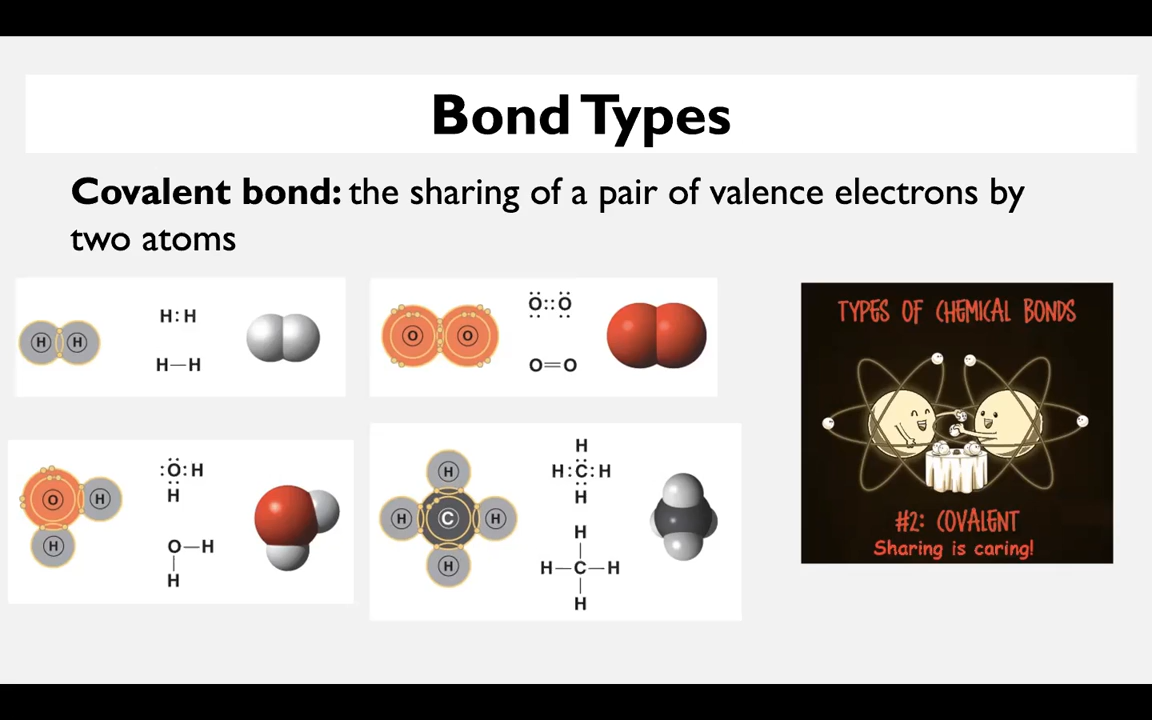 Bond Types
Covalent bond: the sharing of a pair of valence electrons by
two atoms
H H
H:H
H—H
O O
Ö::Ö
O=O
O H
H
:Ö:H
H
O—H
H
H
H C H
H
H
H:C:H
H
H
H—C—H
H
TYPES OF CHEMICAL BONDS
#2: COVALENT
Sharing is caring!